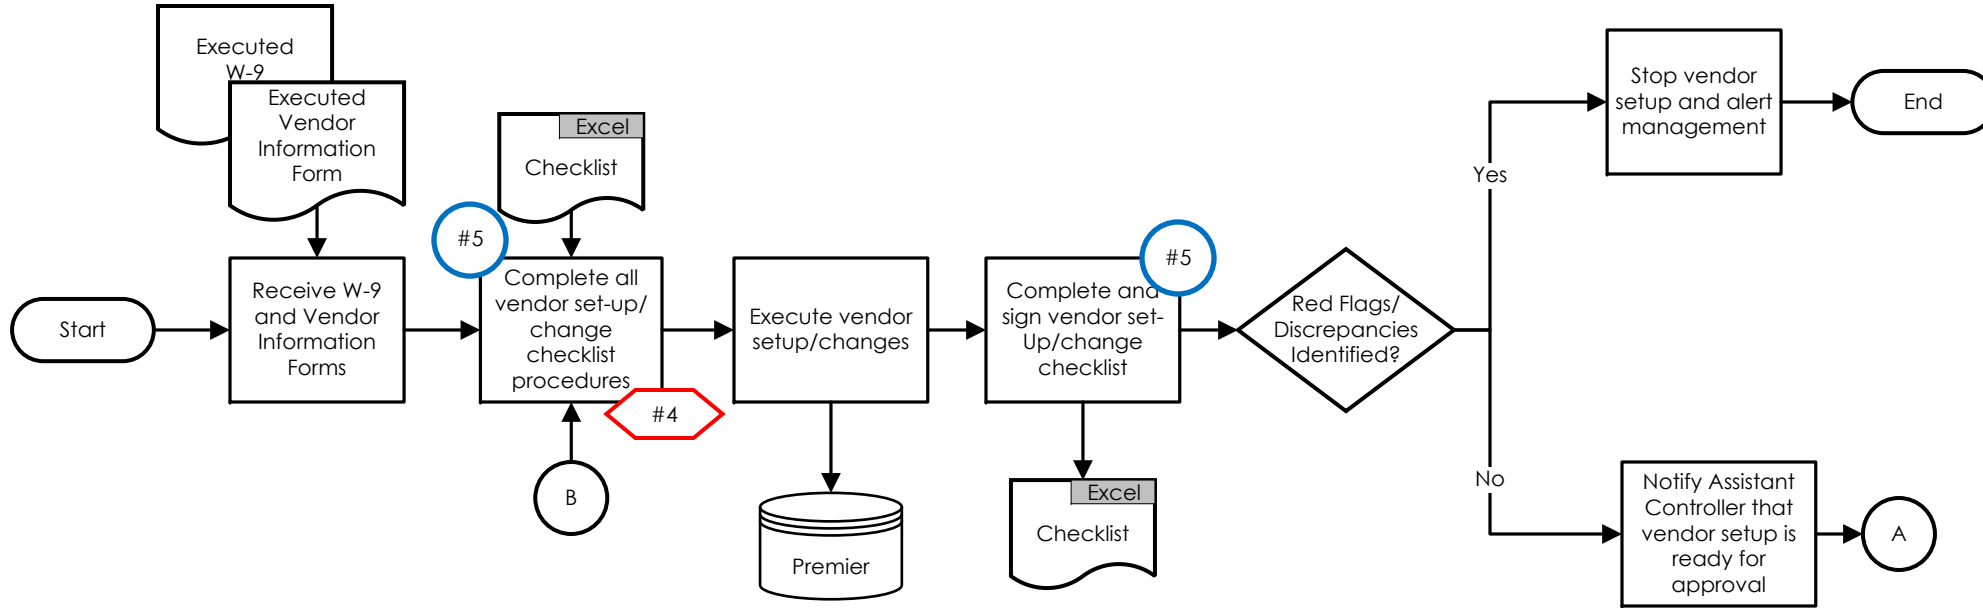 Executed
W-9
Executed
Vendor
Information
Form
Excel
Checklist
#5
Start
Receive W-9
and Vendor
Information
Forms
Complete all
vendor set-up/
change
checklist
procedures
#4
B
Execute vendor
setup/changes
Premier
#5
Complete and
sign vendor set-
Up/change
checklist
Excel
Checklist
Red Flags/
Discrepancies
Identified?
Yes
Stop vendor
setup and alert
management
End
No
Notify Assistant
Controller that
vendor setup is
ready for
approval
A